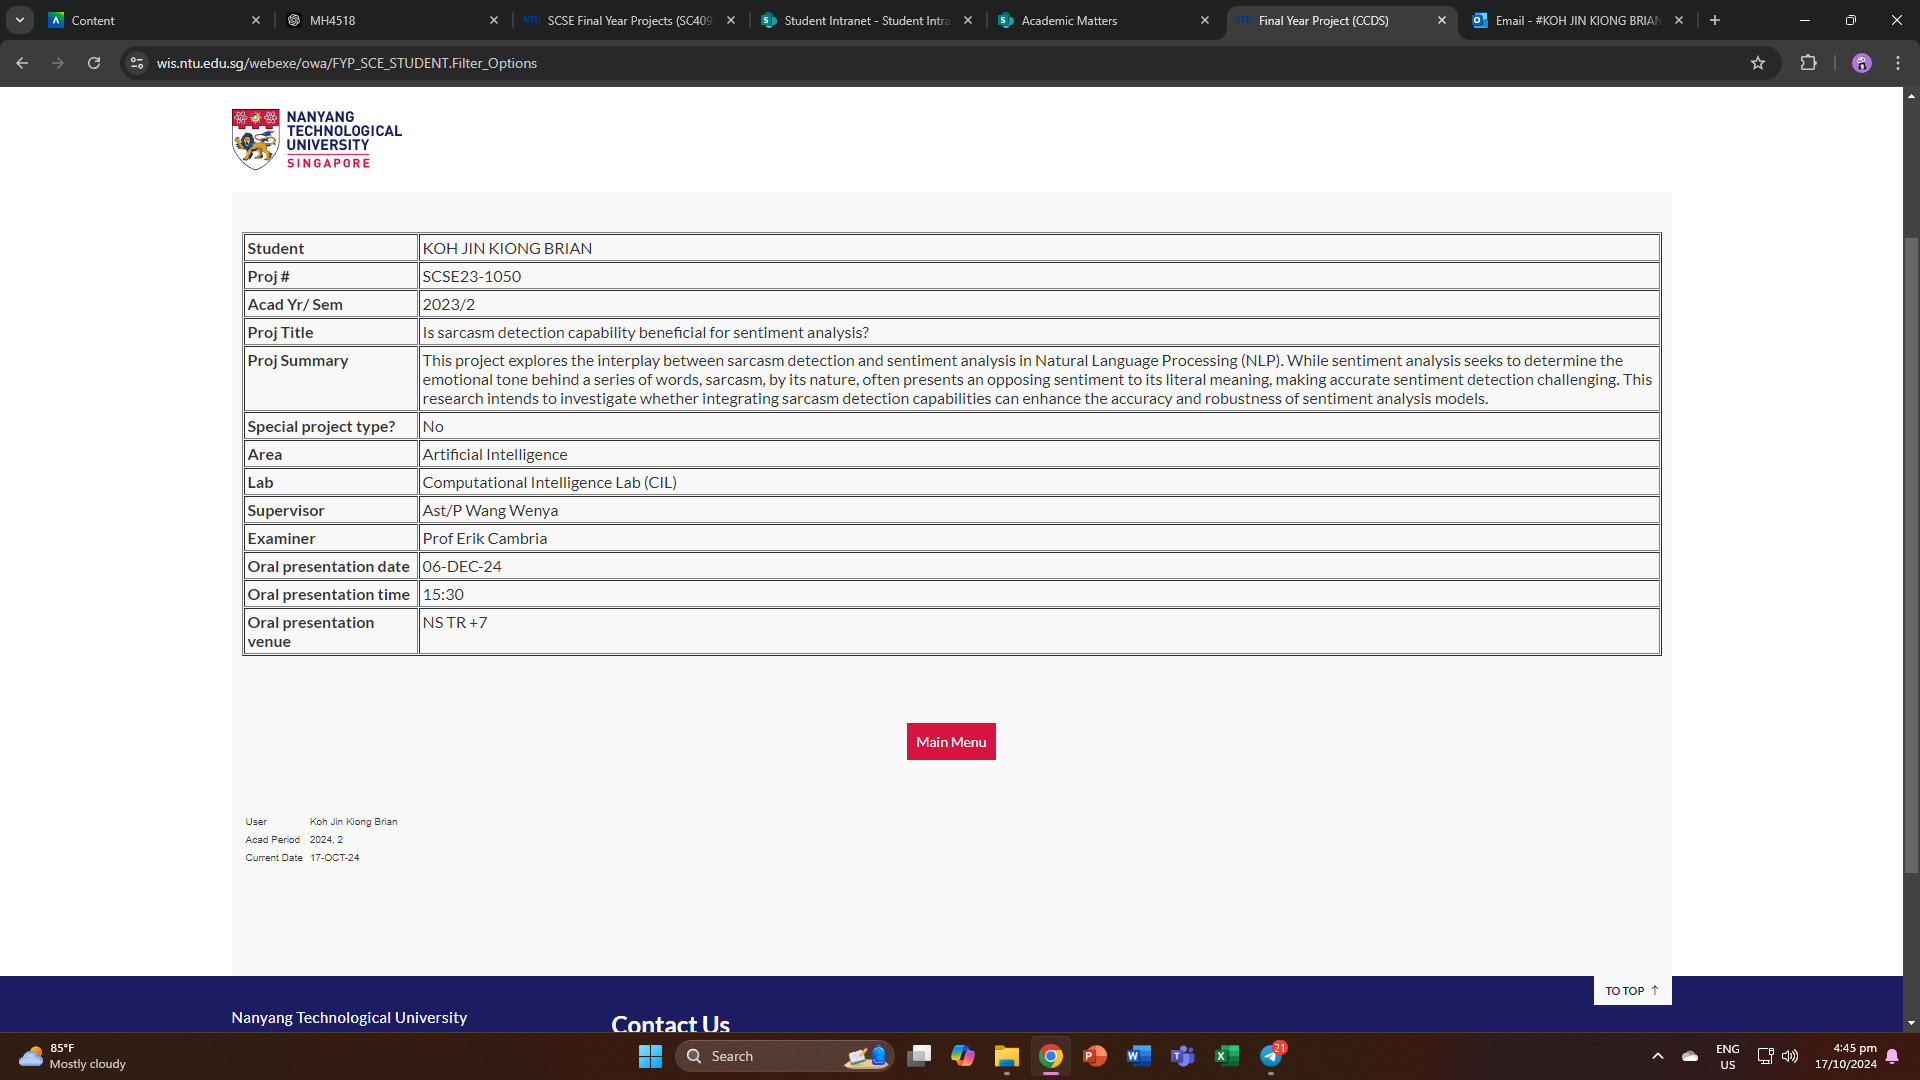 Content
MH4518
SCSE Final Year Projects (SC409
Student Intranet - Student Intra
Academic Matters
Final Year Project (CCDS)
Email - #KOH JIN KIONG BRIAN
wis.ntu.edu.sg/webexe/owa/FYP_SCE_STUDENT.Filter_Options
NANYANG
TECHNOLOGICAL
UNIVERSITY
SINGAPORE
Student KOH JIN KIONG BRIAN
Proj # SCSE23-1050
Acad Yr/ Sem 2023/2
Proj Title Is sarcasm detection capability beneficial for sentiment analysis?
Proj Summary This project explores the interplay between sarcasm detection and sentiment analysis in Natural Language Processing (NLP). While sentiment analysis seeks to determine the
emotional tone behind a series of words, sarcasm, by its nature, often presents an opposing sentiment to its literal meaning, making accurate sentiment detection challenging. This
research intends to investigate whether integrating sarcasm detection capabilities can enhance the accuracy and robustness of sentiment analysis models.
Special project type? No
Area Artificial Intelligence
Lab Computational Intelligence Lab (CIL)
Supervisor Ast/P Wang Wenya
Examiner Prof Erik Cambria
Oral presentation date 06-DEC-24
Oral presentation time 15:30
Oral presentation NS TR +7
venue
Main Menu
User Koh Jin Kiong Brian
Acad Period 2024, 2
Current Date 17-OCT-24
TO TOP ↑
Nanyang Technological University
Contact Us
85°F
Mostly cloudy
Search
21
ENG
US
4:45 pm
17/10/2024